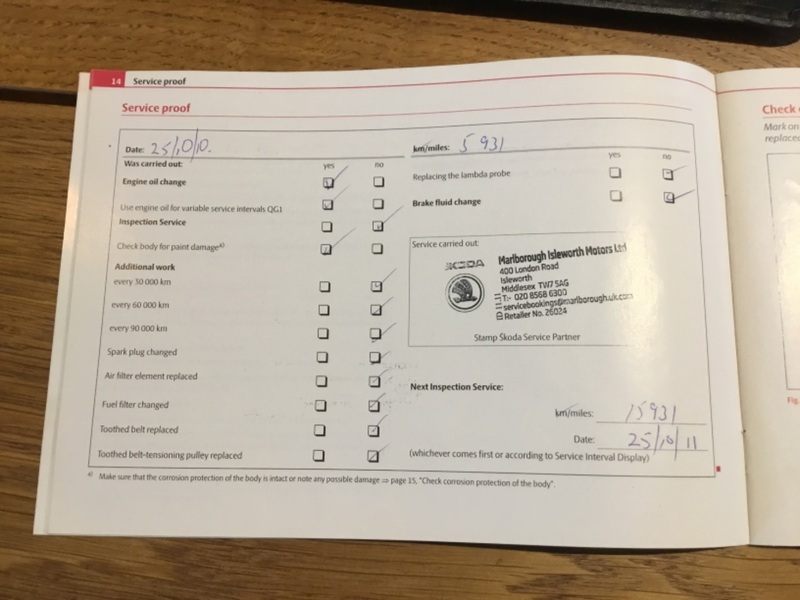 14 Service proof
Service proof
Date: 25/10/10.
km/miles: 5 931
Was carried out:
yes no
Engine oil change
Use engine oil for variable service intervals QG1
Inspection Service
Check body for paint damage4)
Additional work
every 30 000 km
every 60 000 km
every 90 000 km
Spark plug changed
Air filter element replaced
Fuel filter changed
Toothed belt replaced
Toothed belt-tensioning pulley replaced
yes no
Replacing the lambda probe
Brake fluid change
Service carried out:
SKODA
Marlborough Isleworth Motors Ltd
400 London Road
Isleworth
Middlesex TW7 5AG
T:- 020 8568 6300
servicebookings@marlborough.uk.com
Retailer No. 26024
Stamp Škoda Service Partner
Next Inspection Service:
km/miles: 15931
Date: 25/10/11
(whichever comes first or according to Service Interval Display)
4) Make sure that the corrosion protection of the body is intact or note any possible damage ⇒ page 15, "Check corrosion protection of the body".
Check
Mark on
replaced
Fig.